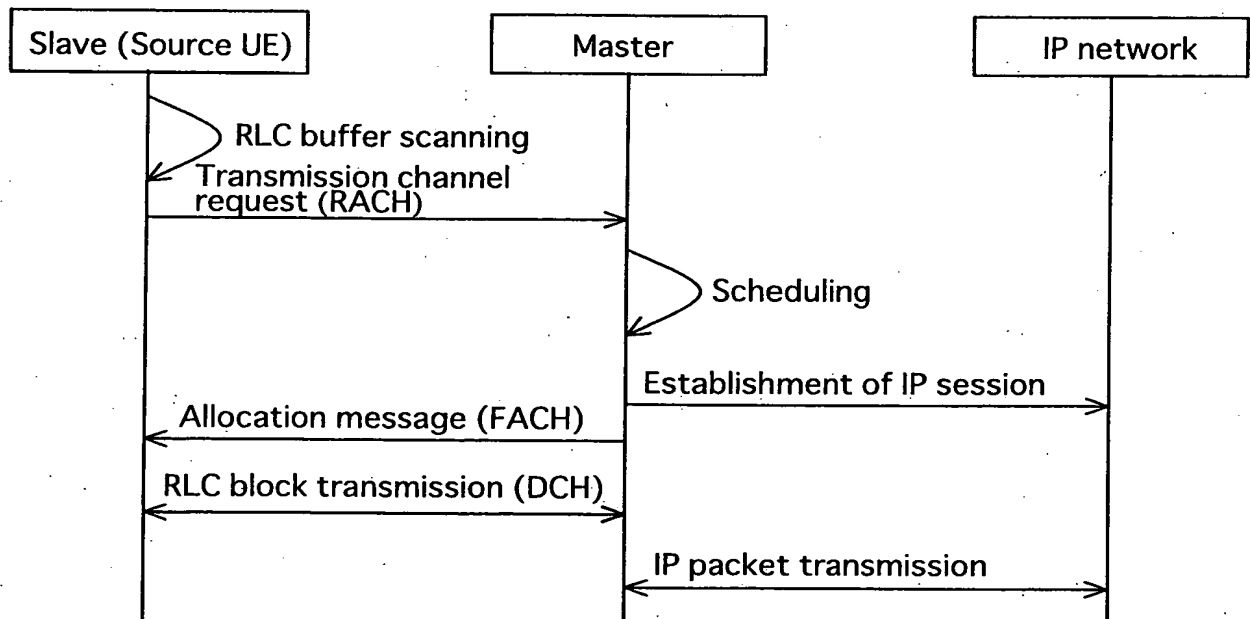 Slave (Source UE)
Master
IP network
RLC buffer scanning
Transmission channel
request (RACH)
Scheduling
Establishment of IP session
Allocation message (FACH)
RLC block transmission (DCH)
IP packet transmission